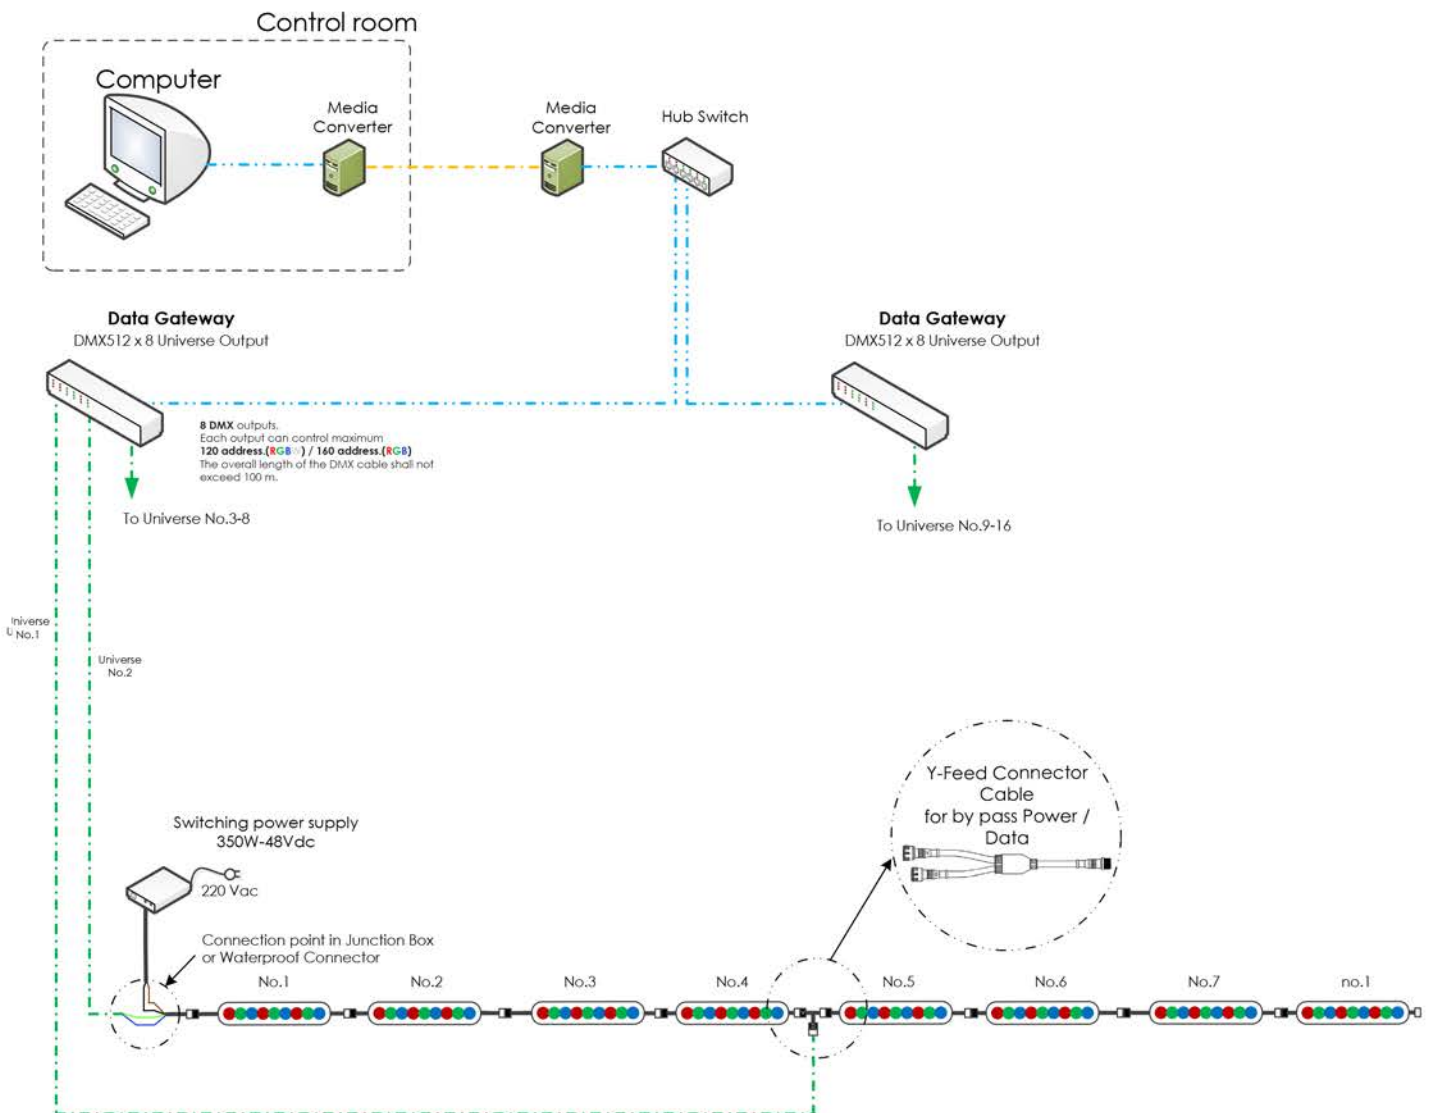 Control room
Computer
Media
Converter
Media
Converter
Hub Switch
Data Gateway
DMX512 x 8 Universe Output
Data Gateway
DMX512 x 8 Universe Output
8 DMX outputs.
Each output can control maximum
120 address.(RGBW) / 160 address.(RGB)
The overall length of the DMX cable shall not
exceed 100 m.
To Universe No.3-8
To Universe No.9-16
Universe
No.1
Universe
No.2
Y-Feed Connector
Cable
for by pass Power /
Data
Switching power supply
350W-48Vdc
220 Vac
Connection point in Junction Box
or Waterproof Connector
No.1
No.2
No.3
No.4
No.5
No.6
No.7
no.1